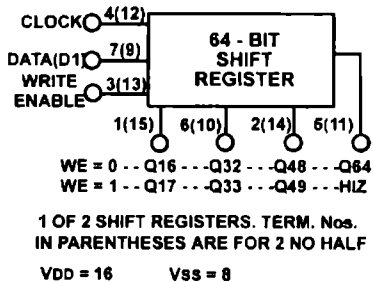 CLOCK 4(12)
DATA(D1) 7(9)
WRITE
ENABLE 3(13)
64 - BIT
SHIFT
REGISTER
1(15) 6(10) 2(14) 5(11)
WE = 0 - - Q16 - - -Q32 - - -Q48 - - -Q64
WE = 1 - - Q17 - - -Q33 - - -Q49 - - -HIZ
1 OF 2 SHIFT REGISTERS. TERM. Nos.
IN PARENTHESES ARE FOR 2 NO HALF
VDD = 16 VSS = 8